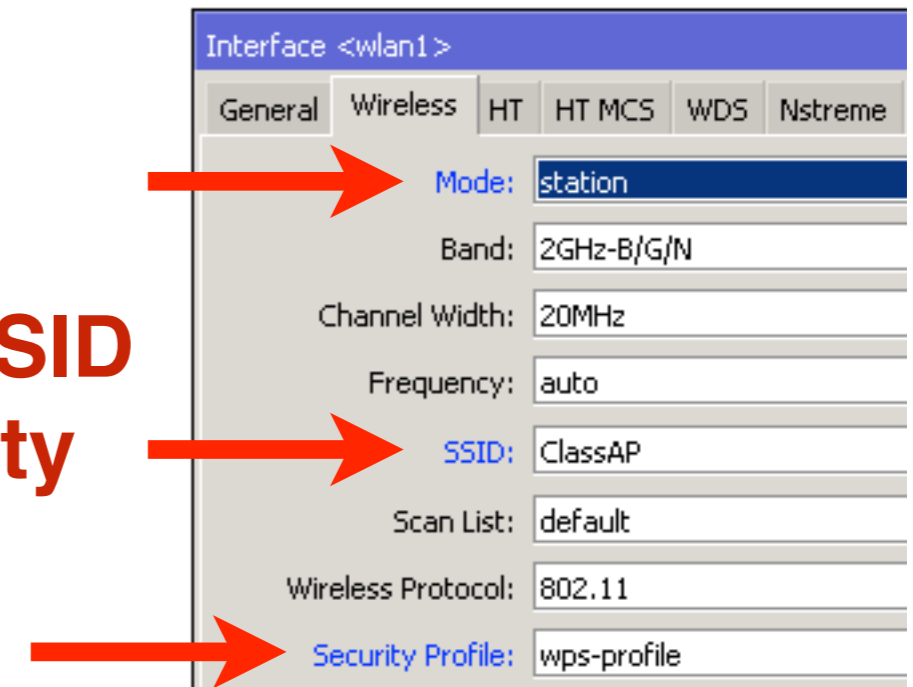 Interface <wlan1>
General Wireless HT HT MCS WDS Nstreme
Mode: station
Band: 2GHz-B/G/N
Channel Width: 20MHz
SID
Frequency: auto
ty
SSID: ClassAP
Scan List: default
Wireless Protocol: 802.11
Security Profile: wps-profile